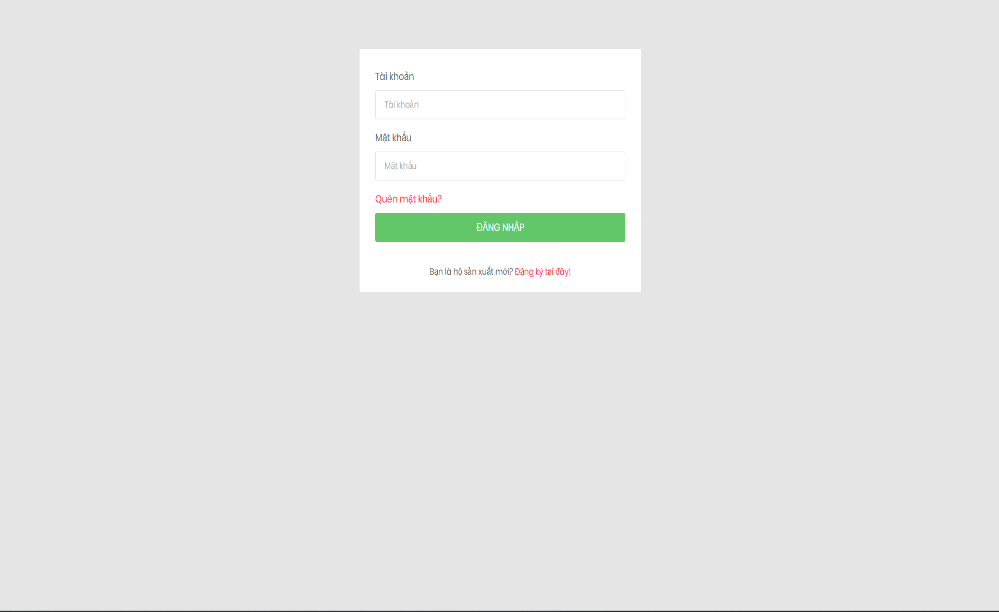 Tài khoản
Tài khoản
Mật khẩu
Mật khẩu
Quên mật khẩu?
ĐĂNG NHẬP
Bạn là hộ sản xuất mới? Đăng ký tại đây!